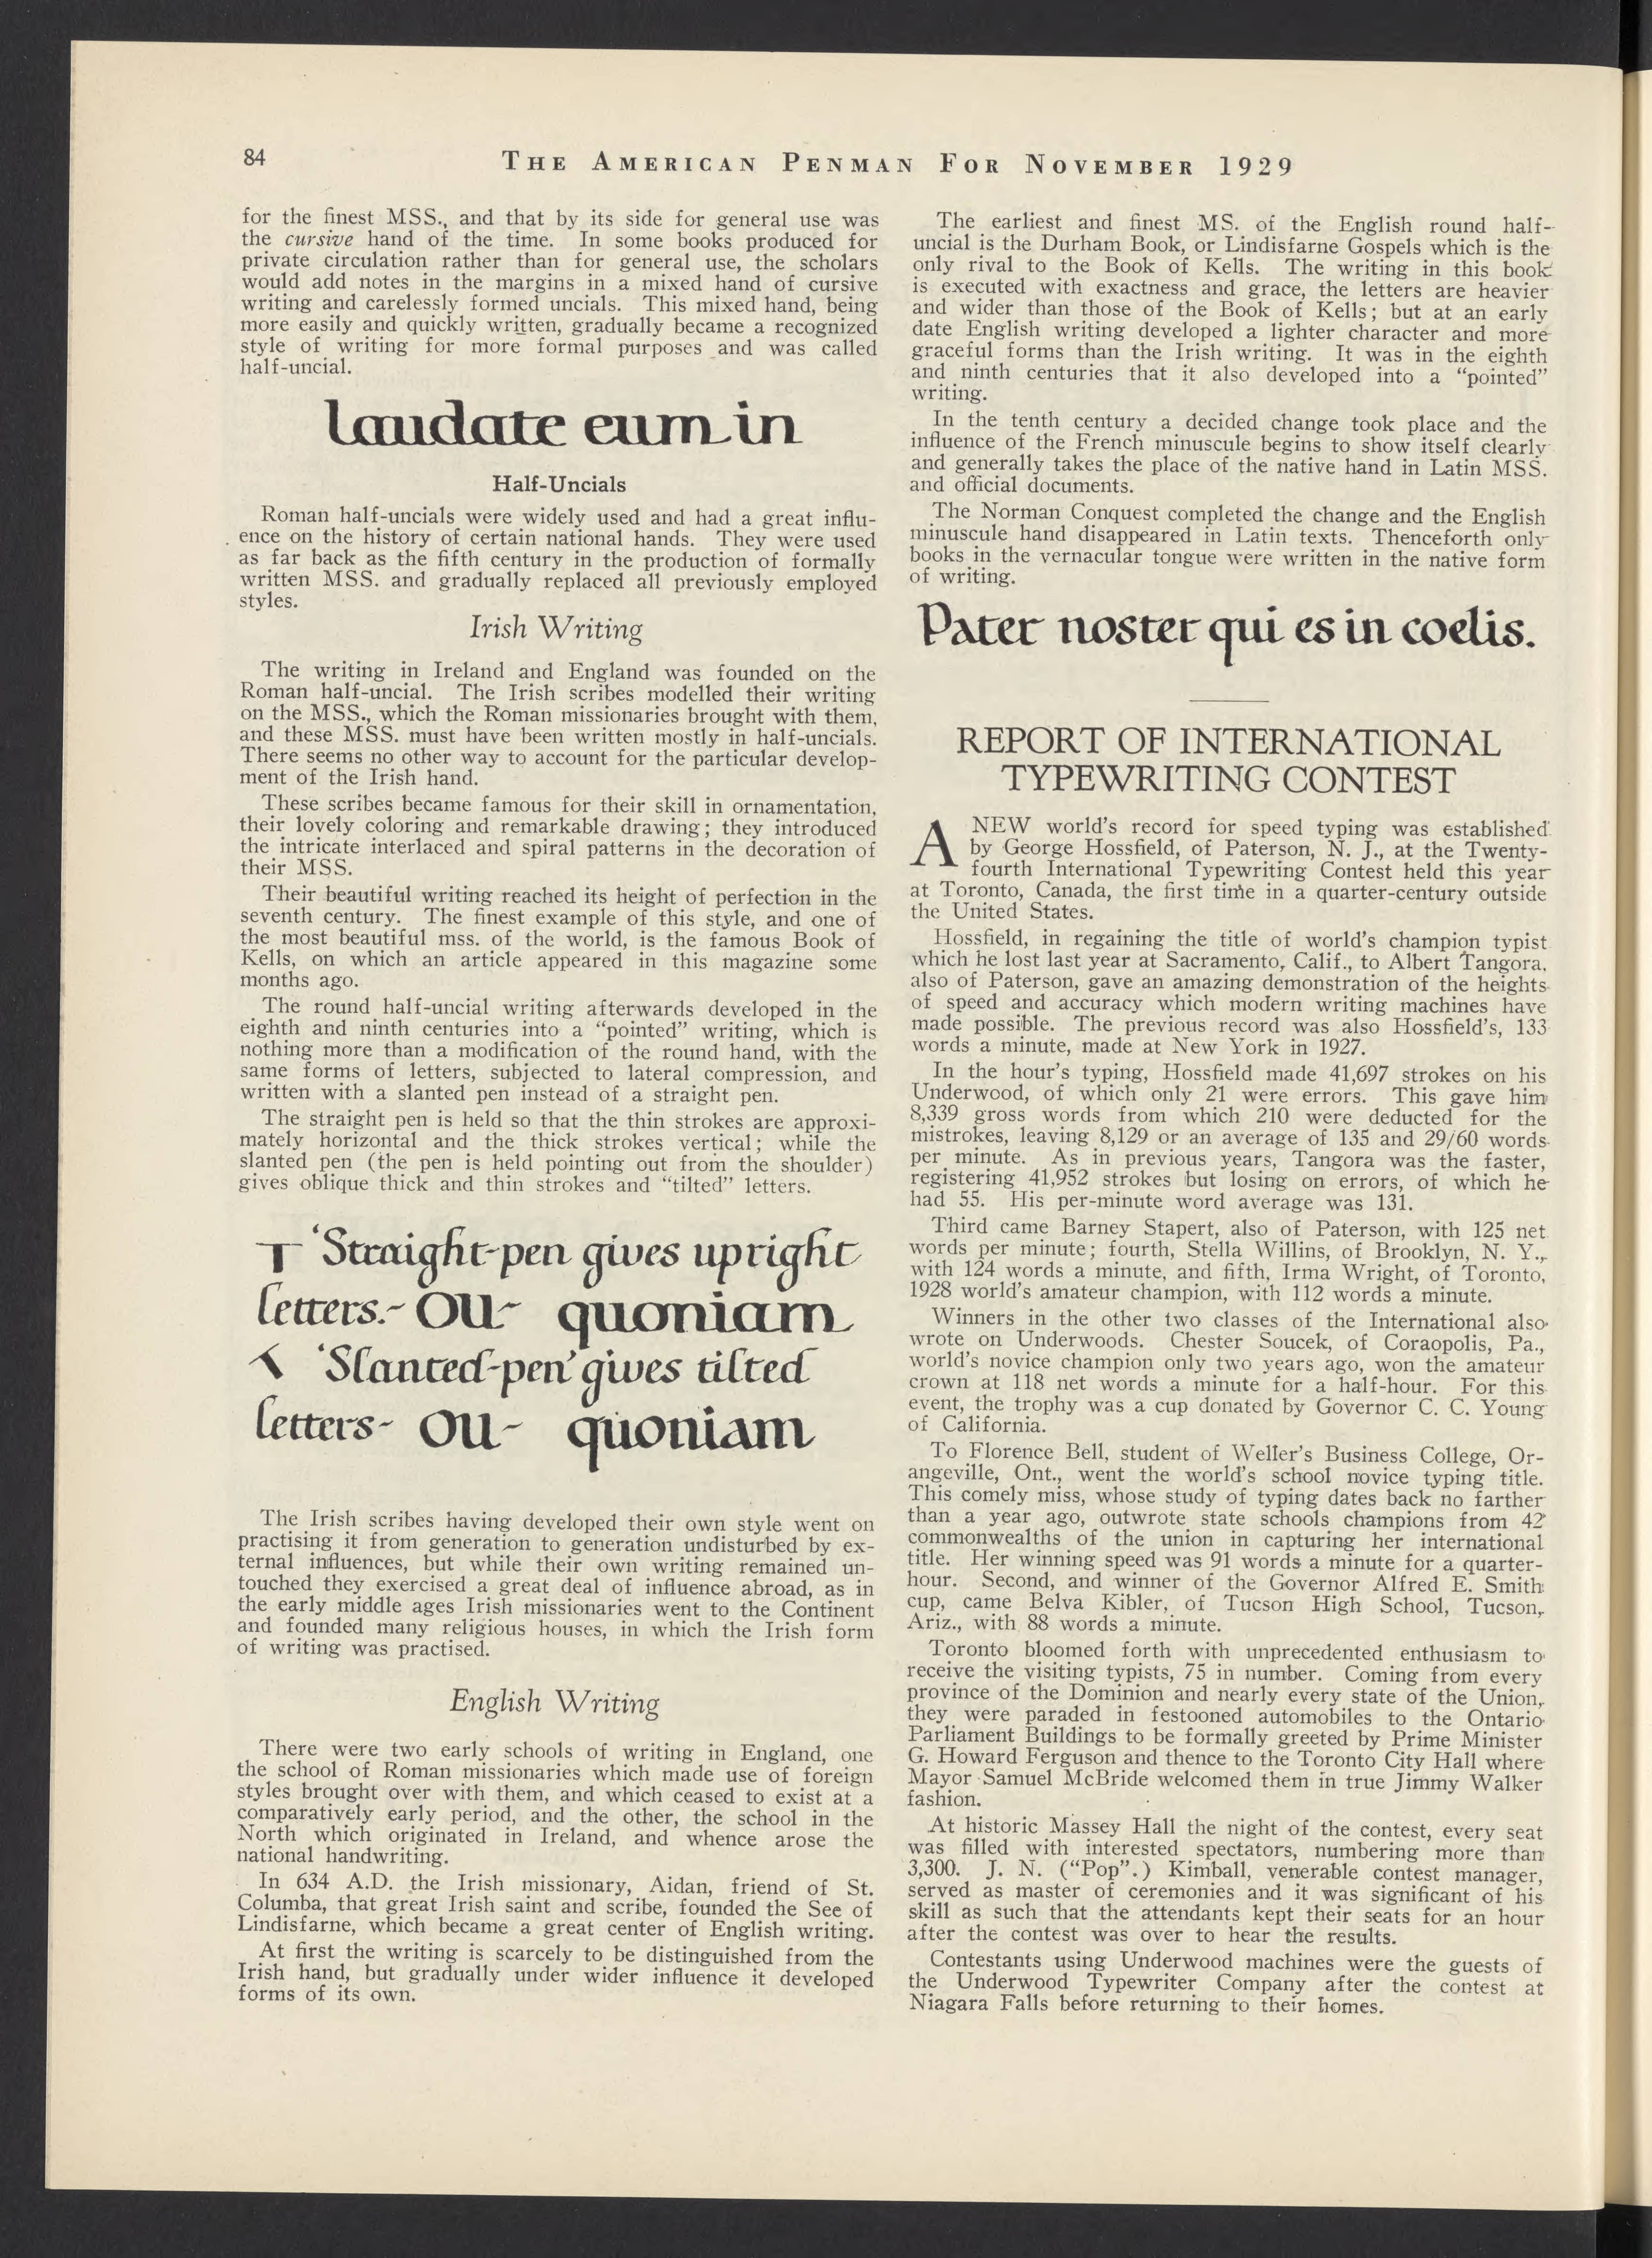 84
THE AMERICAN PENMAN FOR NOVEMBER 1929
for the finest MSS., and that by its side for general use was
the cursive hand of the time. In some books produced for
private circulation rather than for general use, the scholars
would add notes in the margins in a mixed hand of cursive
writing and carelessly formed uncials. This mixed hand, being
more easily and quickly written, gradually became a recognized
style of writing for more formal purposes and was called
half-uncial.
laudate eum in
Half-Uncials
Roman half-uncials were widely used and had a great influ-
ence on the history of certain national hands. They were used
as far back as the fifth century in the production of formally
written MSS. and gradually replaced all previously employed
styles.
Irish Writing
The writing in Ireland and England was founded on the
Roman half-uncial. The Irish scribes modelled their writing
on the MSS., which the Roman missionaries brought with them,
and these MSS. must have been written mostly in half-uncials.
There seems no other way to account for the particular develop-
ment of the Irish hand.
These scribes became famous for their skill in ornamentation,
their lovely coloring and remarkable drawing; they introduced
the intricate interlaced and spiral patterns in the decoration of
their MSS.
Their beautiful writing reached its height of perfection in the
seventh century. The finest example of this style, and one of
the most beautiful mss. of the world, is the famous Book of
Kells, on which an article appeared in this magazine some
months ago.
The round half-uncial writing afterwards developed in the
eighth and ninth centuries into a "pointed" writing, which is
nothing more than a modification of the round hand, with the
same forms of letters, subjected to lateral compression, and
written with a slanted pen instead of a straight pen.
The straight pen is held so that the thin strokes are approxi-
mately horizontal and the thick strokes vertical; while the
slanted pen (the pen is held pointing out from the shoulder)
gives oblique thick and thin strokes and "tilted" letters.
'Straight-pen gives upright
letters.- OU- quoniam
'Slanted-pen' gives tilted
letters- OU- quoniam
The Irish scribes having developed their own style went on
practising it from generation to generation undisturbed by ex-
ternal influences, but while their own writing remained un-
touched they exercised a great deal of influence abroad, as in
the early middle ages Irish missionaries went to the Continent
and founded many religious houses, in which the Irish form
of writing was practised.
English Writing
There were two early schools of writing in England, one
the school of Roman missionaries which made use of foreign
styles brought over with them, and which ceased to exist at a
comparatively early period, and the other, the school in the
North which originated in Ireland, and whence arose the
national handwriting.
In 634 A.D. the Irish missionary, Aidan, friend of St.
Columba, that great Irish saint and scribe, founded the See of
Lindisfarne, which became a great center of English writing.
At first the writing is scarcely to be distinguished from the
Irish hand, but gradually under wider influence it developed
forms of its own.
The earliest and finest MS. of the English round half-
uncial is the Durham Book, or Lindisfarne Gospels which is the
only rival to the Book of Kells. The writing in this book
is executed with exactness and grace, the letters are heavier
and wider than those of the Book of Kells; but at an early
date English writing developed a lighter character and more
graceful forms than the Irish writing. It was in the eighth
and ninth centuries that it also developed into a "pointed"
writing.
In the tenth century a decided change took place and the
influence of the French minuscule begins to show itself clearly
and generally takes the place of the native hand in Latin MSS.
and official documents.
The Norman Conquest completed the change and the English
minuscule hand disappeared in Latin texts. Thenceforth only
books in the vernacular tongue were written in the native form
of writing.
Pater noster qui es in coelis.
REPORT OF INTERNATIONAL
TYPEWRITING CONTEST
A NEW world's record for speed typing was established
by George Hossfield, of Paterson, N. J., at the Twenty-
fourth International Typewriting Contest held this year
at Toronto, Canada, the first time in a quarter-century outside
the United States.
Hossfield, in regaining the title of world's champion typist
which he lost last year at Sacramento, Calif., to Albert Tangora,
also of Paterson, gave an amazing demonstration of the heights
of speed and accuracy which modern writing machines have
made possible. The previous record was also Hossfield's, 133
words a minute, made at New York in 1927.
In the hour's typing, Hossfield made 41,697 strokes on his
Underwood, of which only 21 were errors. This gave him
8,339 gross words from which 210 were deducted for the
mistrokes, leaving 8,129 or an average of 135 and 29/60 words
per minute. As in previous years, Tangora was the faster,
registering 41,952 strokes but losing on errors, of which he
had 55. His per-minute word average was 131.
Third came Barney Stapert, also of Paterson, with 125 net
words per minute; fourth, Stella Willins, of Brooklyn, N. Y.,
with 124 words a minute, and fifth, Irma Wright, of Toronto,
1928 world's amateur champion, with 112 words a minute.
Winners in the other two classes of the International also
wrote on Underwoods. Chester Soucek, of Coraopolis, Pa.,
world's novice champion only two years ago, won the amateur
crown at 118 net words a minute for a half-hour. For this
event, the trophy was a cup donated by Governor C. C. Young
of California.
To Florence Bell, student of Weller's Business College, Or-
angeville, Ont., went the world's school novice typing title.
This comely miss, whose study of typing dates back no farther
than a year ago, outwrote state schools champions from 42
commonwealths of the union in capturing her international
title. Her winning speed was 91 words a minute for a quarter-
hour. Second, and winner of the Governor Alfred E. Smith
cup, came Belva Kibler, of Tucson High School, Tucson,
Ariz., with 88 words a minute.
Toronto bloomed forth with unprecedented enthusiasm to
receive the visiting typists, 75 in number. Coming from every
province of the Dominion and nearly every state of the Union,
they were paraded in festooned automobiles to the Ontario
Parliament Buildings to be formally greeted by Prime Minister
G. Howard Ferguson and thence to the Toronto City Hall where
Mayor Samuel McBride welcomed them in true Jimmy Walker
fashion.
At historic Massey Hall the night of the contest, every seat
was filled with interested spectators, numbering more than
3,300. J. N. ("Pop".) Kimball, venerable contest manager,
served as master of ceremonies and it was significant of his
skill as such that the attendants kept their seats for an hour
after the contest was over to hear the results.
Contestants using Underwood machines were the guests of
the Underwood Typewriter Company after the contest at
Niagara Falls before returning to their homes.